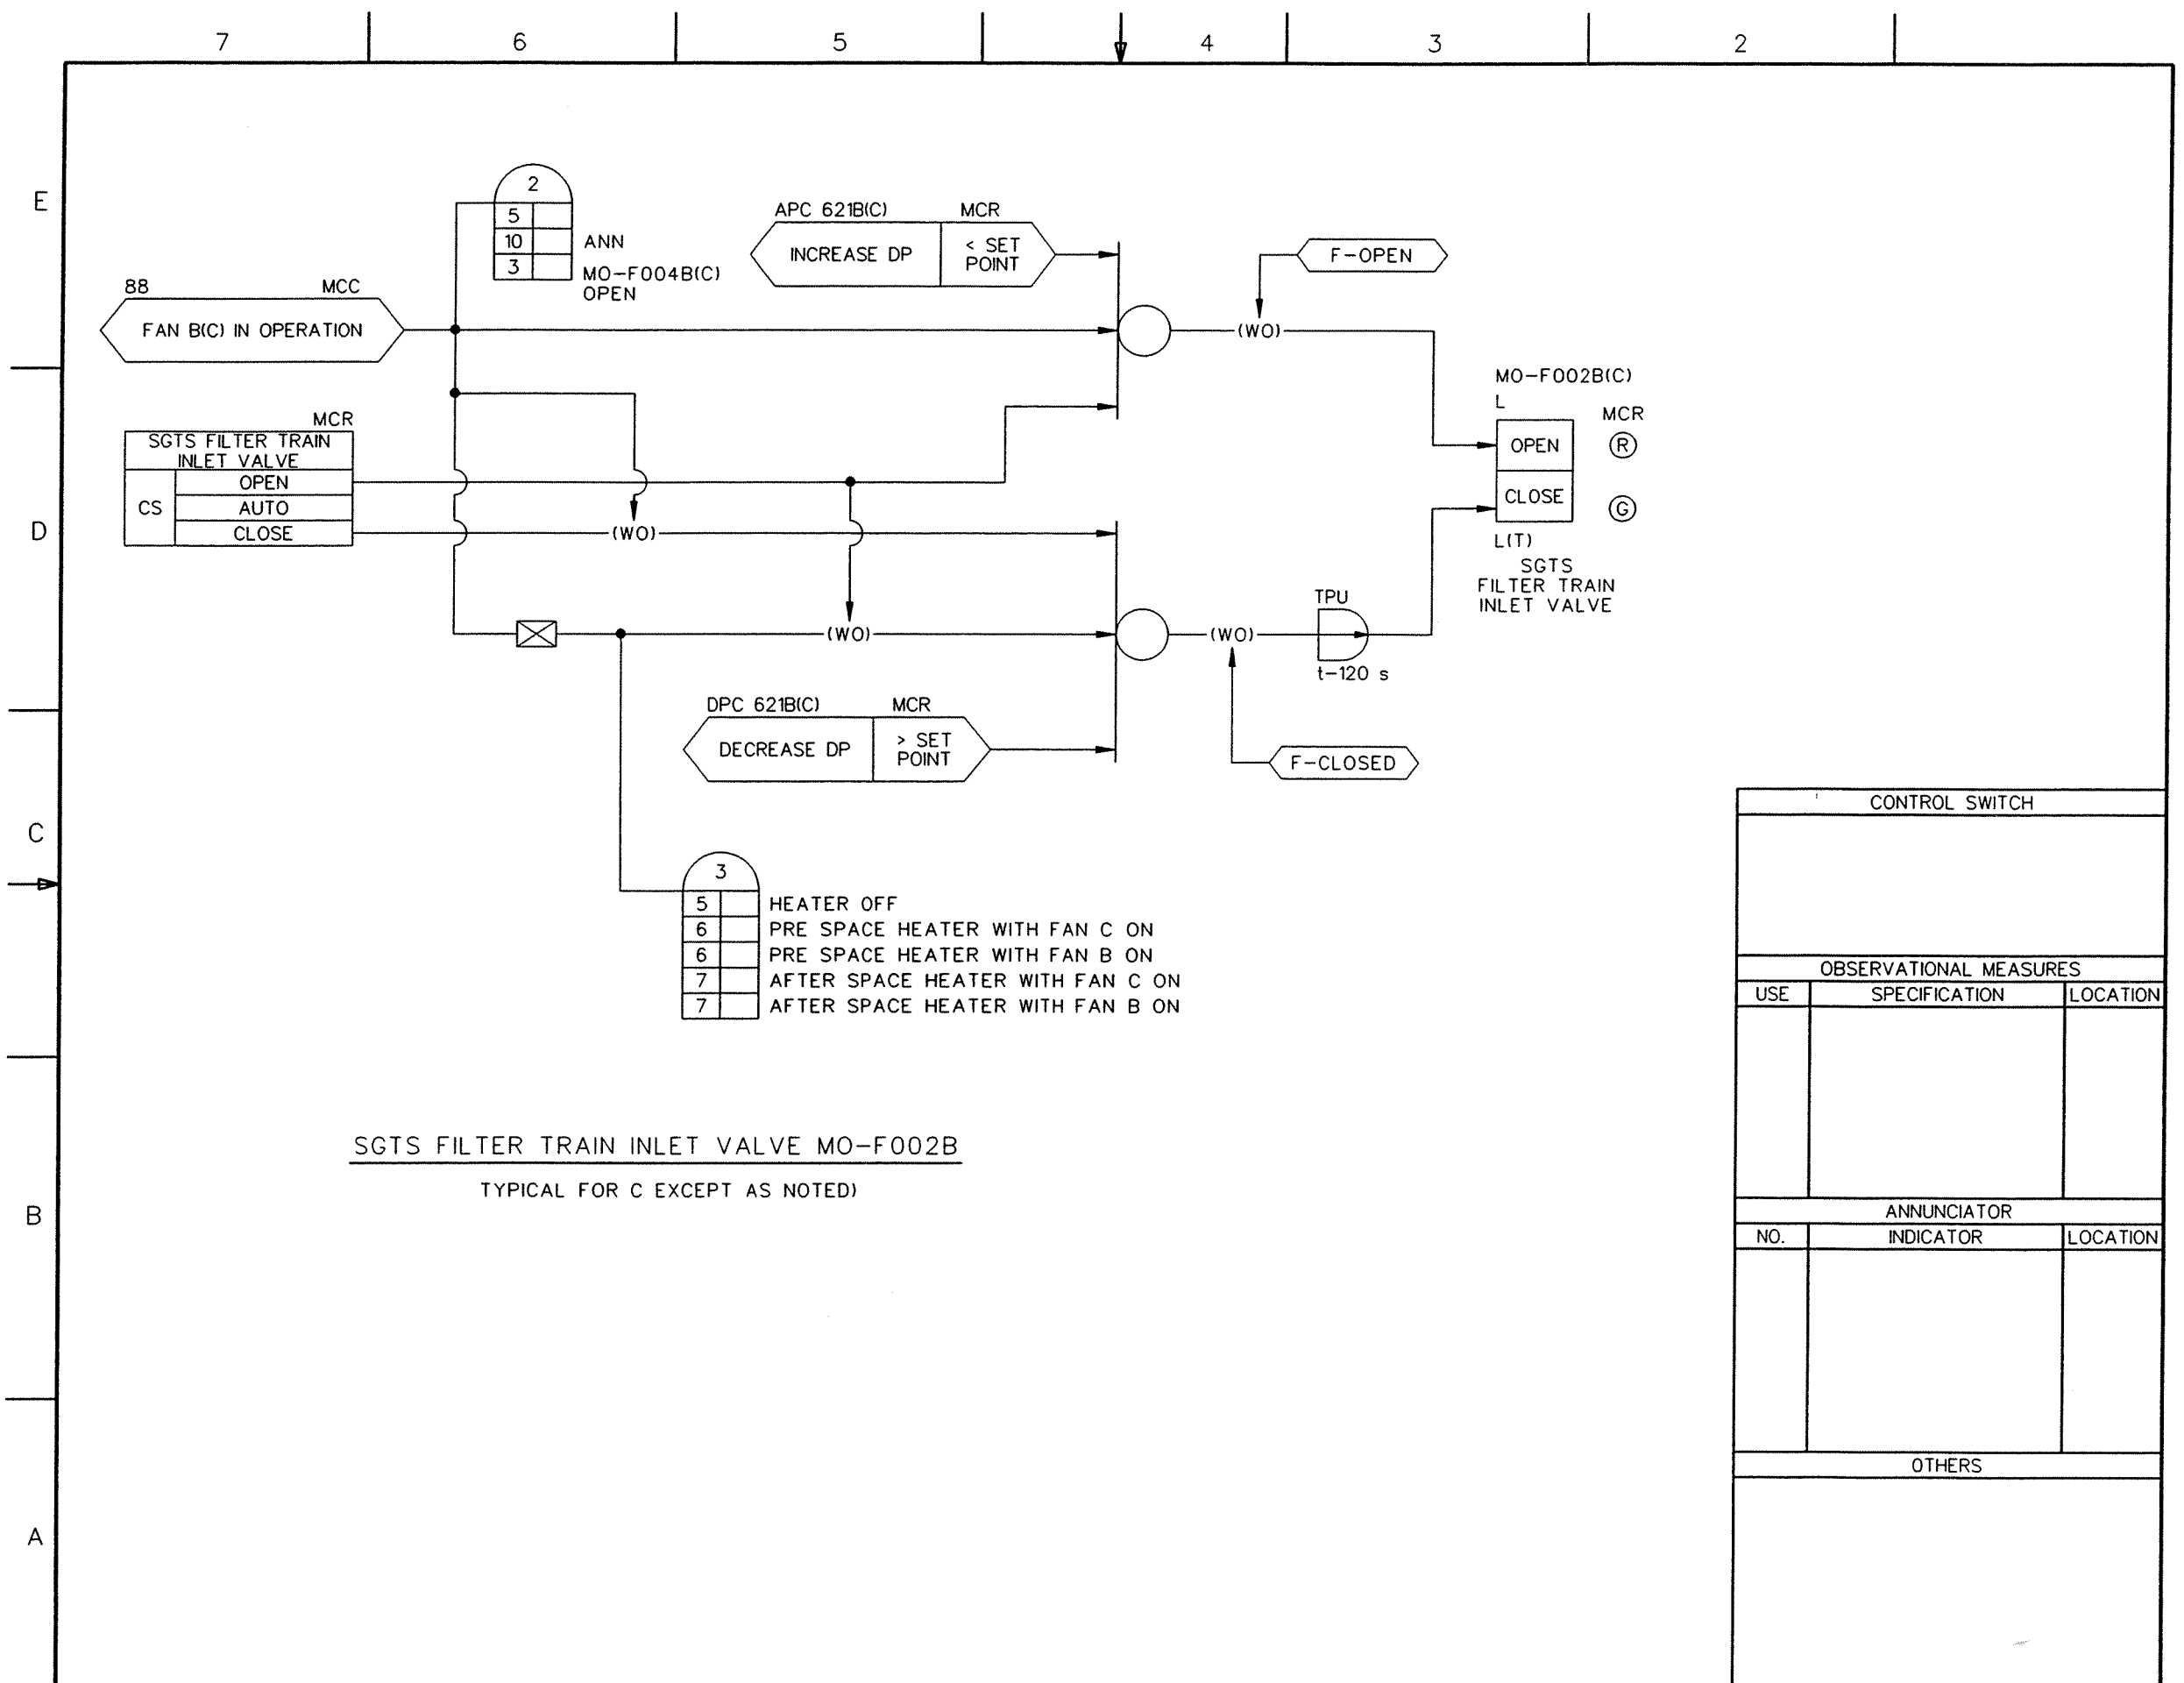 7 6 5 4 3 2
E
D
C
B
A
2
5
10 ANN
3 MO-F004B(C)
OPEN
APC 621B(C) MCR
INCREASE DP < SET
POINT
F-OPEN
88 MCC
FAN B(C) IN OPERATION
(WO)
MCR
SGTS FILTER TRAIN
INLET VALVE
CS
OPEN
AUTO
CLOSE
(WO)
(WO)
MO-F002B(C)
L
MCR
OPEN R
CLOSE G
L(T)
SGTS
FILTER TRAIN
INLET VALVE
(WO)
TPU
t-120 s
DPC 621B(C) MCR
DECREASE DP > SET
POINT
F-CLOSED
3
5 HEATER OFF
6 PRE SPACE HEATER WITH FAN C ON
6 PRE SPACE HEATER WITH FAN B ON
7 AFTER SPACE HEATER WITH FAN C ON
7 AFTER SPACE HEATER WITH FAN B ON
SGTS FILTER TRAIN INLET VALVE MO-F002B
TYPICAL FOR C EXCEPT AS NOTED)
CONTROL SWITCH
OBSERVATIONAL MEASURES
USE SPECIFICATION LOCATION
ANNUNCIATOR
NO. INDICATOR LOCATION
OTHERS